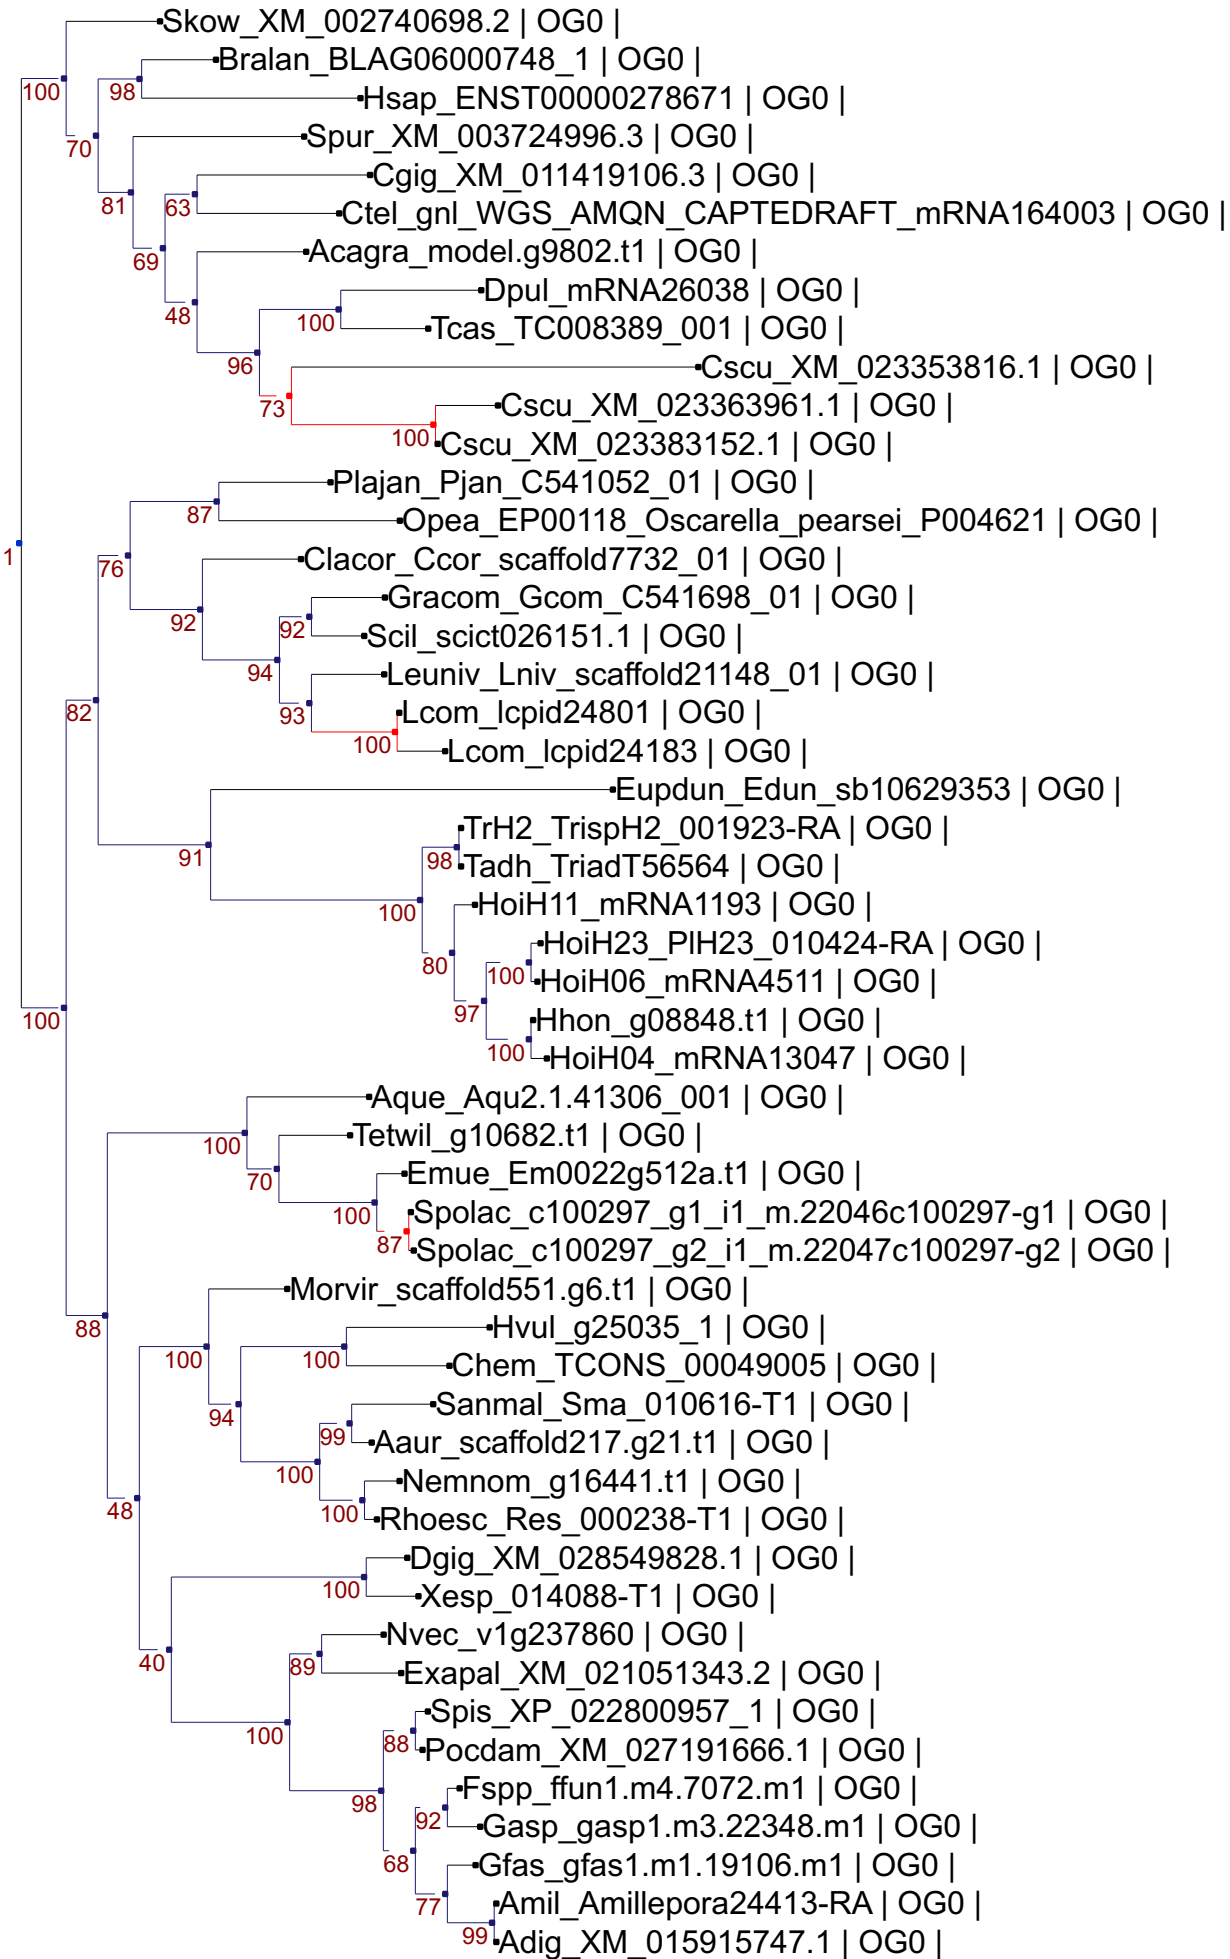 Skow_XM_002740698.2 | OG0 |
Bralan_BLAG06000748_1 | OG0 |
100
98
Hsap_ENST00000278671 | OG0 |
Spur_XM_003724996.3 | OG0 |
70
Cgig_XM_011419106.3 | OG0 |
81
63
Ctel_gnl_WGS_AMQN_CAPTEDRAFT_mRNA164003 | OG0 |
Acagra_model.g9802.t1 | OG0 |
69
Dpul_mRNA26038 | OG0 |
48
100
Tcas_TC008389_001 | OG0 |
96
Cscu_XM_023353816.1 | OG0 |
73
Cscu_XM_023363961.1 | OG0 |
100
Cscu_XM_023383152.1 | OG0 |
Plajan_Pjan_C541052_01 | OG0 |
87
Opea_EP00118_Oscarella_pearsei_P004621 | OG0 |
1
76
Clacor_Ccor_scaffold7732_01 | OG0 |
Gracom_Gcom_C541698_01 | OG0 |
92
92
Scil_scict026151.1 | OG0 |
94
Leuniv_Lniv_scaffold21148_01 | OG0 |
82
93
Lcom_lcpid24801 | OG0 |
100
Lcom_lcpid24183 | OG0 |
Eupdun_Edun_sb10629353 | OG0 |
TrH2_TrispH2_001923-RA | OG0 |
91
98
Tadh_TriadT56564 | OG0 |
100
HoiH11_mRNA1193 | OG0 |
HoiH23_PlH23_010424-RA | OG0 |
80
100
HoiH06_mRNA4511 | OG0 |
97
Hhon_g08848.t1 | OG0 |
100
100
HoiH04_mRNA13047 | OG0 |
Aque_Aqu2.1.41306_001 | OG0 |
100
Tetwil_g10682.t1 | OG0 |
70
Emue_Em0022g512a.t1 | OG0 |
100
Spolac_c100297_g1_i1_m.22046c100297-g1 | OG0 |
87
Spolac_c100297_g2_i1_m.22047c100297-g2 | OG0 |
Morvir_scaffold551.g6.t1 | OG0 |
88
Hvul_g25035_1 | OG0 |
100
100
Chem_TCONS_00049005 | OG0 |
Sanmal_Sma_010616-T1 | OG0 |
94
99
Aaur_scaffold217.g21.t1 | OG0 |
100
Nemnom_g16441.t1 | OG0 |
48
100
Rhoesc_Res_000238-T1 | OG0 |
Dgig_XM_028549828.1 | OG0 |
100
Xesp_014088-T1 | OG0 |
Nvec_v1g237860 | OG0 |
40
89
Exapal_XM_021051343.2 | OG0 |
Spis_XP_022800957_1 | OG0 |
100
88
Pocdam_XM_027191666.1 | OG0 |
Fspp_ffun1.m4.7072.m1 | OG0 |
98
92
Gasp_gasp1.m3.22348.m1 | OG0 |
68
Gfas_gfas1.m1.19106.m1 | OG0 |
77
Amil_Amillepora24413-RA | OG0 |
99
Adig_XM_015915747.1 | OG0 |